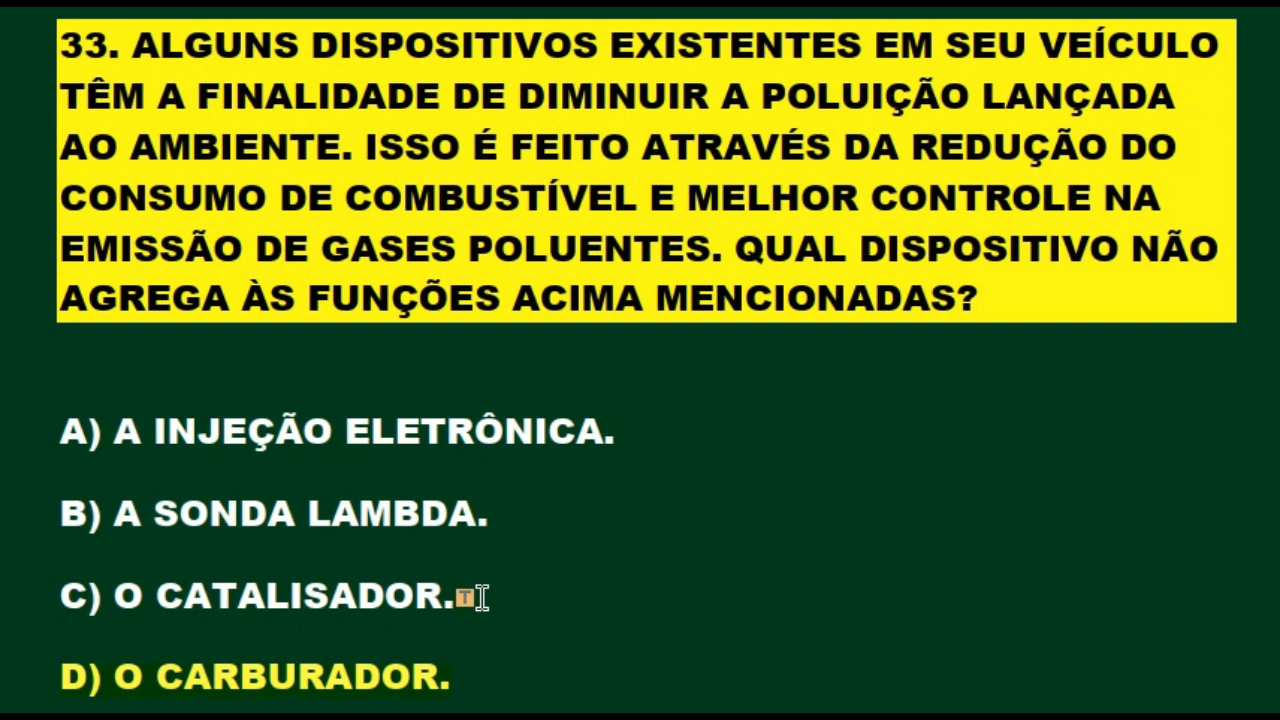 33. ALGUNS DISPOSITIVOS EXISTENTES EM SEU VEÍCULO
TÊM A FINALIDADE DE DIMINUIR A POLUIÇÃO LANÇADA
AO AMBIENTE. ISSO É FEITO ATRAVÉS DA REDUÇÃO DO
CONSUMO DE COMBUSTÍVEL E MELHOR CONTROLE NA
EMISSÃO DE GASES POLUENTES. QUAL DISPOSITIVO NÃO
AGREGA ÀS FUNÇÕES ACIMA MENCIONADAS?
A) A INJEÇÃO ELETRÔNICA.
B) A SONDA LAMBDA.
C) O CATALISADOR.
D) O CARBURADOR.